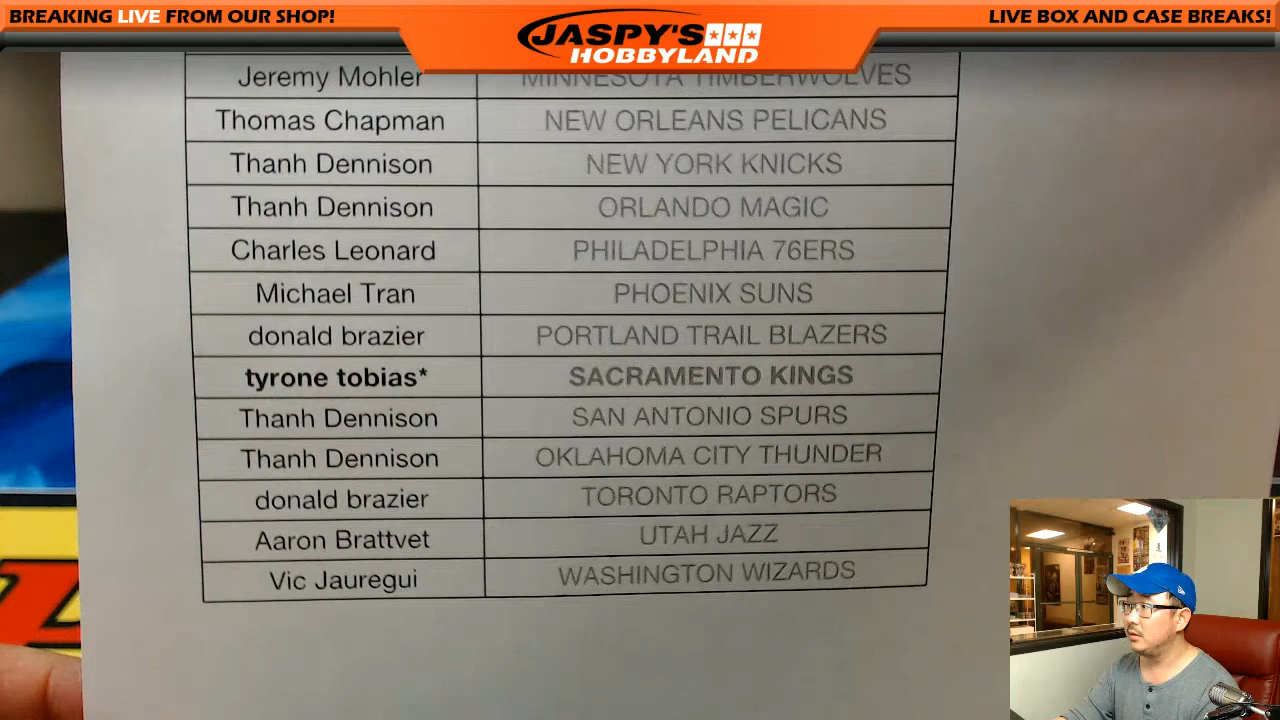 BREAKING LIVE FROM OUR SHOP!
JASPY'S
HOBBYLAND
LIVE BOX AND CASE BREAKS!
Jeremy Mohler MINNESOTA TIMBERWOLVES
Thomas Chapman NEW ORLEANS PELICANS
Thanh Dennison NEW YORK KNICKS
Thanh Dennison ORLANDO MAGIC
Charles Leonard PHILADELPHIA 76ERS
Michael Tran PHOENIX SUNS
donald brazier PORTLAND TRAIL BLAZERS
tyrone tobias* SACRAMENTO KINGS
Thanh Dennison SAN ANTONIO SPURS
Thanh Dennison OKLAHOMA CITY THUNDER
donald brazier TORONTO RAPTORS
Aaron Brattvet UTAH JAZZ
Vic Jauregui WASHINGTON WIZARDS